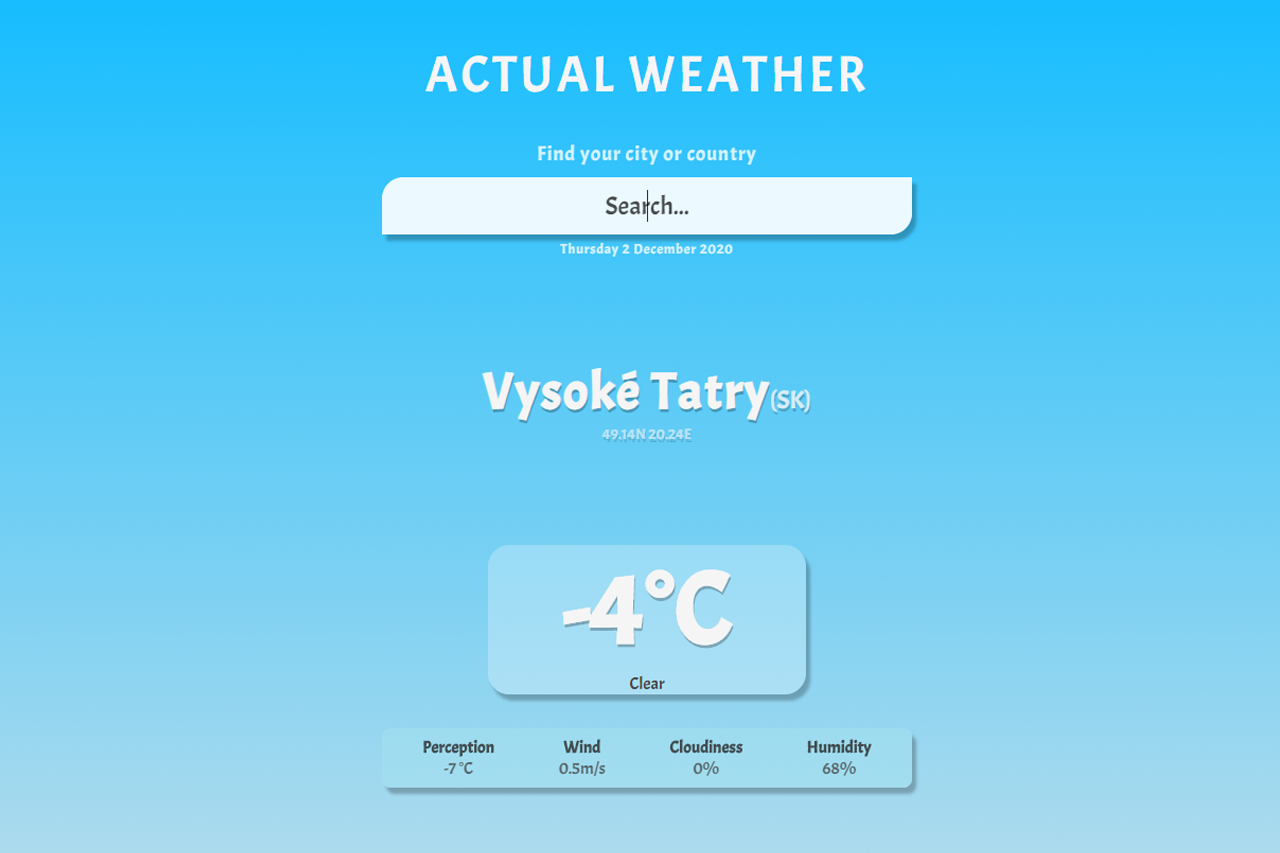 ACTUAL WEATHER
Find your city or country
Search...
Thursday 2 December 2020
Vysoké Tatry(SK)
49.14N 20.24E
-4°C
Clear
Perception Wind Cloudiness Humidity
-7 °C 0.5m/s 0% 68%